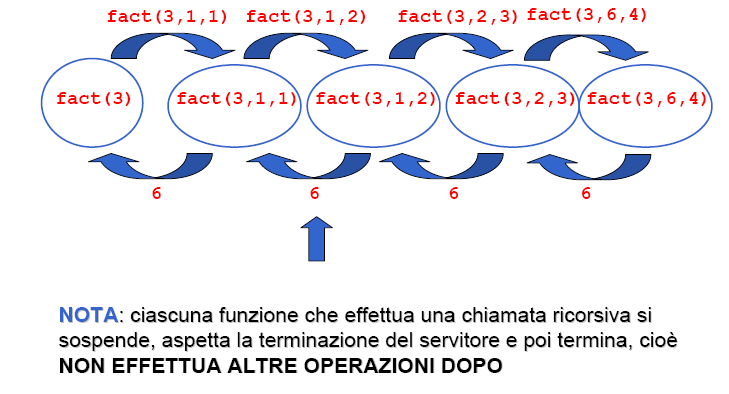 fact(3,1,1) fact(3,1,2) fact(3,2,3) fact(3,6,4)
fact(3) fact(3,1,1) fact(3,1,2) fact(3,2,3) fact(3,6,4)
6 6 6 6
NOTA: ciascuna funzione che effettua una chiamata ricorsiva si
sospende, aspetta la terminazione del servitore e poi termina, cioè
NON EFFETTUA ALTRE OPERAZIONI DOPO